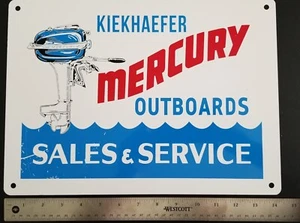 KIEKHAEFER
MERCURY
OUTBOARDS
SALES & SERVICE
WESTCOTT